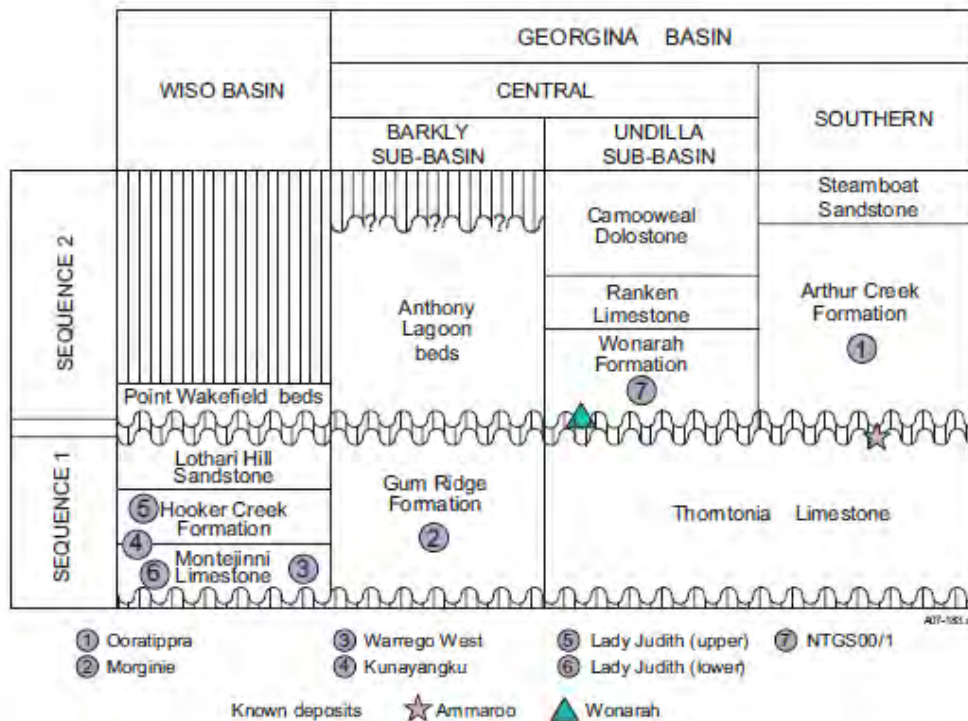 GEORGINA BASIN
WISO BASIN
CENTRAL
SOUTHERN
BARKLY
SUB-BASIN
UNDILLA
SUB-BASIN
SEQUENCE 2
Steamboat
Sandstone
Camooweal
Dolostone
Anthony
Lagoon
beds
Ranken
Limestone
Arthur Creek
Formation
1
Wonarah
Formation
7
Point Wakefield beds
? ? ?
SEQUENCE 1
Lothari Hill
Sandstone
5 Hooker Creek
Formation
4
6 Montejinni
Limestone 3
Gum Ridge
Formation
2
Thorntonia Limestone
A07-183.
1 Ooratippra
2 Morginie
3 Warrego West
4 Kunayangku
5 Lady Judith (upper)
6 Lady Judith (lower)
7 NTGS00/1
Known deposits Ammaroo Wonarah